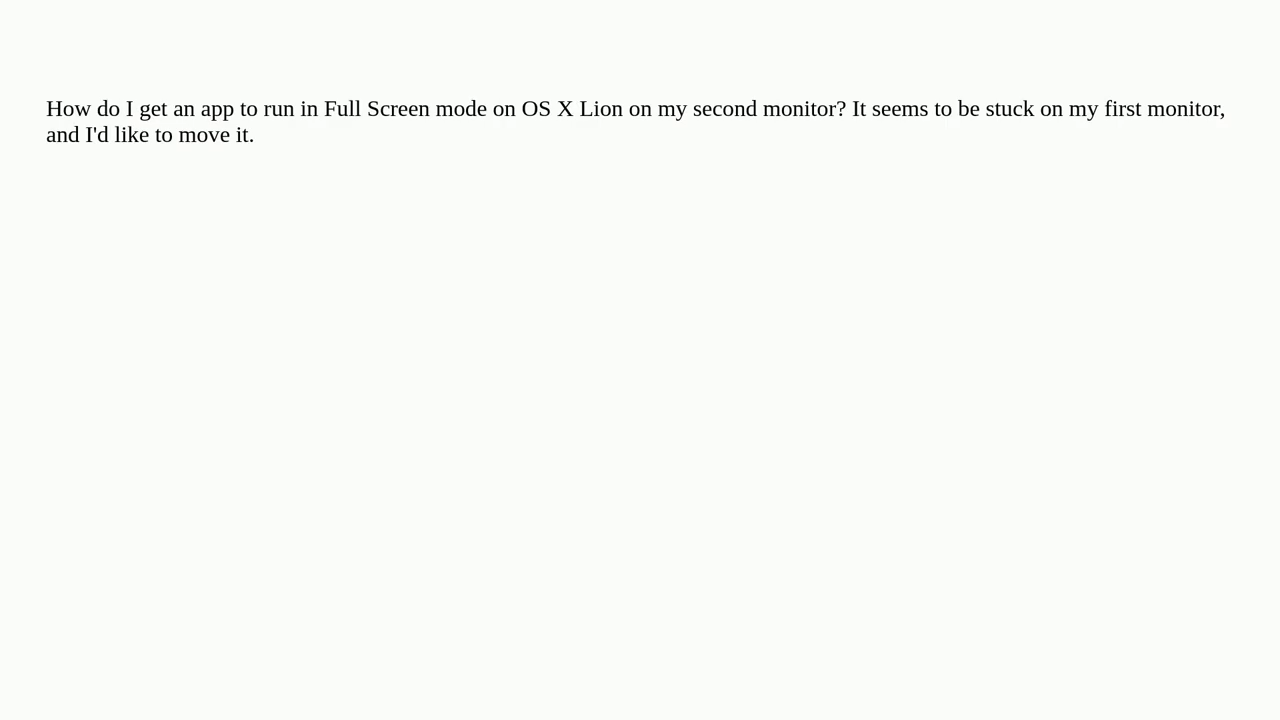 How do I get an app to run in Full Screen mode on OS X Lion on my second monitor? It seems to be stuck on my first monitor,
and I'd like to move it.